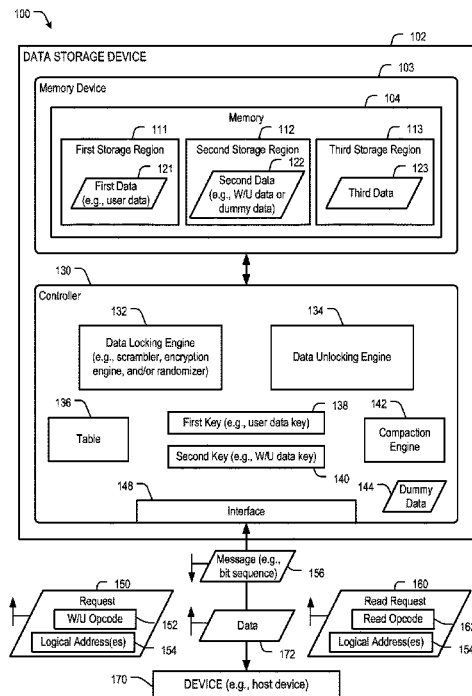 100
102
DATA STORAGE DEVICE
103
Memory Device
104
Memory
111
112
113
First Storage Region
Second Storage Region
Third Storage Region
121
122
123
First Data
(e.g., user data)
Second Data
(e.g., W/U data or
dummy data)
Third Data
130
Controller
132
134
Data Locking Engine
(e.g., scrambler, encryption
engine, and/or randomizer)
Data Unlocking Engine
136
138
142
Table
First Key (e.g., user data key)
Compaction
Engine
Second Key (e.g., W/U data key)
140
144
Dummy
Data
148
Interface
150
Message (e.g.,
bit sequence)
156
160
Request
W/U Opcode
152
Logical Address(es)
154
Data
172
Read Request
Read Opcode
162
Logical Address(es)
154
170
DEVICE (e.g., host device)